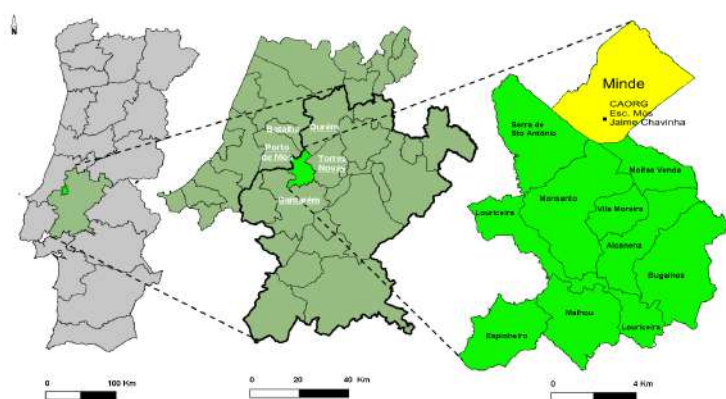 N
Batalha
Ourém
Porto
de Mós
Torres
Novas
Santarém
0 100 Km
0 20 40 Km
Minde
CAORG
Esc. Mús
Jaime Chavinha
Serra de
Sto António
Moitas Venda
Monsanto
Vila Moreira
Louriceira
Alcanena
Bugalhos
Malhou
Louriceira
Espinheiro
0 4 Km